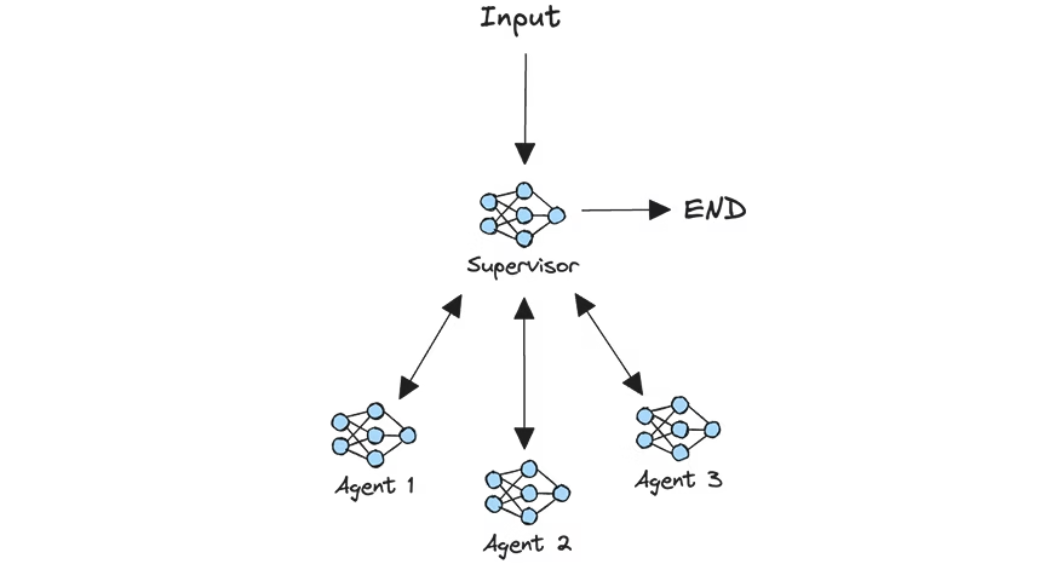 Input
END
Supervisor
Agent 1
Agent 3
Agent 2